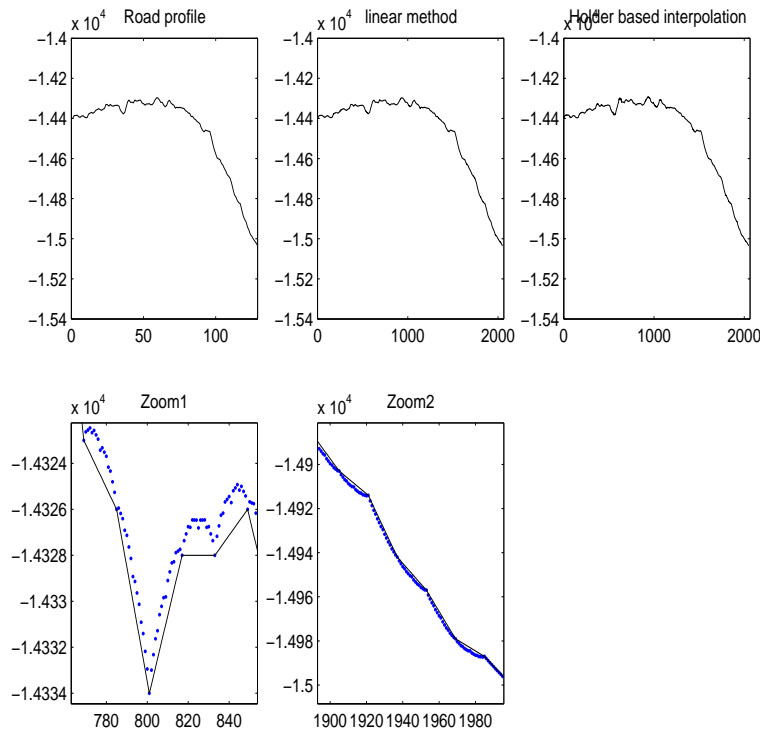 Road profile
x 10^4
−1.4
−1.42
−1.44
−1.46
−1.48
−1.5
−1.52
−1.54
0 50 100
linear method
x 10^4
−1.4
−1.42
−1.44
−1.46
−1.48
−1.5
−1.52
−1.54
0 1000 2000
Holder based interpolation
x 10^4
−1.4
−1.42
−1.44
−1.46
−1.48
−1.5
−1.52
−1.54
0 1000 2000
Zoom1
x 10^4
−1.4324
−1.4326
−1.4328
−1.433
−1.4332
−1.4334
780 800 820 840
Zoom2
x 10^4
−1.49
−1.492
−1.494
−1.496
−1.498
−1.5
1900 1920 1940 1960 1980